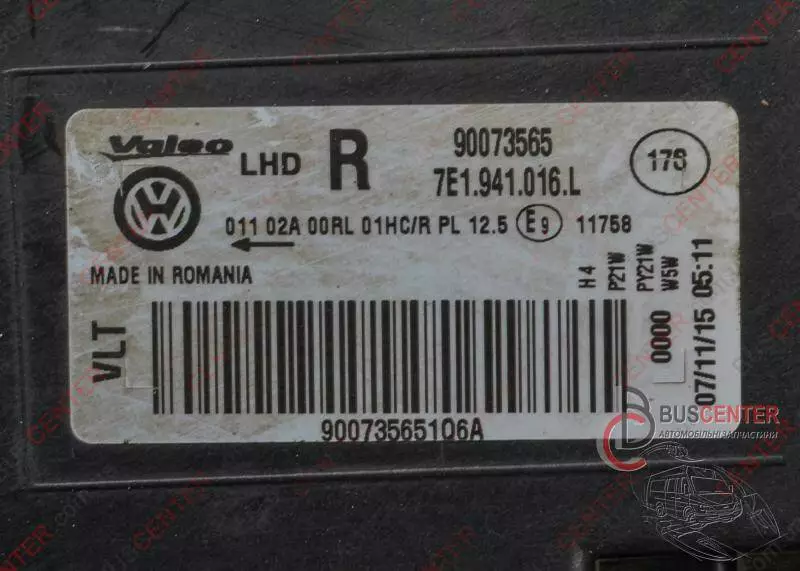 Valeo
LHD
R
90073565
7E1.941.016.L
17S
011 02A 00RL 01HC/R PL 12.5 E9 11758
MADE IN ROMANIA
H4
P21W
PY21W
W5W
0000
07/11/15 05:11
VLT
90073565106A
BUSCENTER
АВТОМОБІЛЬНІ ЗАПЧАСТИНИ